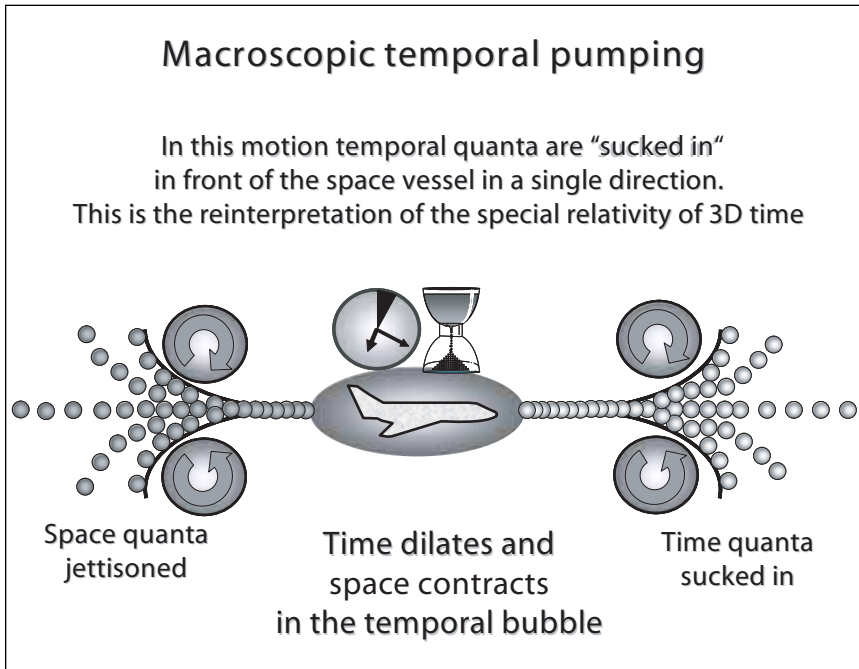 Macroscopic temporal pumping
In this motion temporal quanta are “sucked in“
in front of the space vessel in a single direction.
This is the reinterpretation of the special relativity of 3D time
Space quanta
jettisoned
Time dilates and
space contracts
in the temporal bubble
Time quanta
sucked in